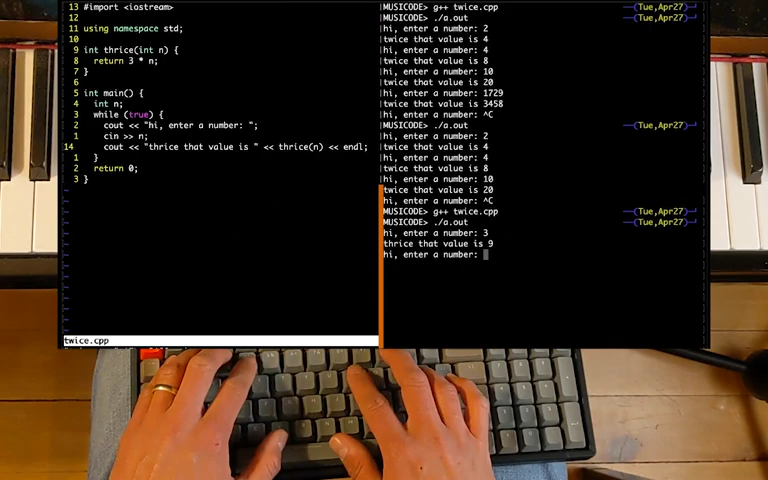 13 #import <iostream>
12
11 using namespace std;
10
9 int thrice(int n) {
8 return 3 * n;
7 }
6
5 int main() {
4 int n;
3 while (true) {
2 cout << "hi, enter a number: ";
1 cin >> n;
14 cout << "thrice that value is " << thrice(n) << endl;
1 }
2 return 0;
3 }
~
~
~
~
~
~
~
~
~
~
~
~
~
~
twice.cpp
MUSICODE> g++ twice.cpp —(Tue,Apr27)—
MUSICODE> ./a.out —(Tue,Apr27)—
hi, enter a number: 2
twice that value is 4
hi, enter a number: 4
twice that value is 8
hi, enter a number: 10
twice that value is 20
hi, enter a number: 1729
twice that value is 3458
hi, enter a number: ^C
MUSICODE> ./a.out —(Tue,Apr27)—
hi, enter a number: 2
twice that value is 4
hi, enter a number: 4
twice that value is 8
hi, enter a number: 10
twice that value is 20
hi, enter a number: ^C
MUSICODE> g++ twice.cpp —(Tue,Apr27)—
MUSICODE> ./a.out —(Tue,Apr27)—
hi, enter a number: 3
thrice that value is 9
hi, enter a number: